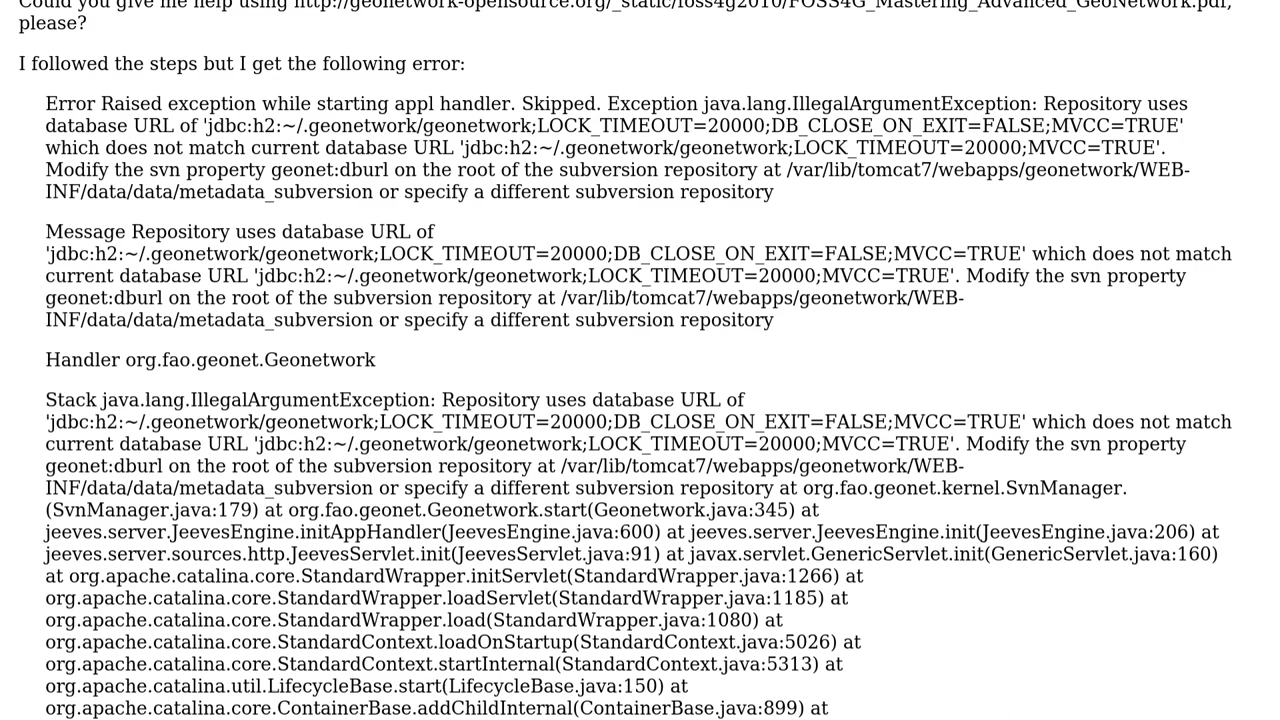 Could you give me help using http://geonetwork-opensource.org/_static/foss4g2010/FOSS4G_Mastering_Advanced_GeoNetwork.pdf,
please?
I followed the steps but I get the following error:
Error Raised exception while starting appl handler. Skipped. Exception java.lang.IllegalArgumentException: Repository uses
database URL of 'jdbc:h2:~/.geonetwork/geonetwork;LOCK_TIMEOUT=20000;DB_CLOSE_ON_EXIT=FALSE;MVCC=TRUE'
which does not match current database URL 'jdbc:h2:~/.geonetwork/geonetwork;LOCK_TIMEOUT=20000;MVCC=TRUE'.
Modify the svn property geonet:dburl on the root of the subversion repository at /var/lib/tomcat7/webapps/geonetwork/WEB-
INF/data/data/metadata_subversion or specify a different subversion repository
Message Repository uses database URL of
'jdbc:h2:~/.geonetwork/geonetwork;LOCK_TIMEOUT=20000;DB_CLOSE_ON_EXIT=FALSE;MVCC=TRUE' which does not match
current database URL 'jdbc:h2:~/.geonetwork/geonetwork;LOCK_TIMEOUT=20000;MVCC=TRUE'. Modify the svn property
geonet:dburl on the root of the subversion repository at /var/lib/tomcat7/webapps/geonetwork/WEB-
INF/data/data/metadata_subversion or specify a different subversion repository
Handler org.fao.geonet.Geonetwork
Stack java.lang.IllegalArgumentException: Repository uses database URL of
'jdbc:h2:~/.geonetwork/geonetwork;LOCK_TIMEOUT=20000;DB_CLOSE_ON_EXIT=FALSE;MVCC=TRUE' which does not match
current database URL 'jdbc:h2:~/.geonetwork/geonetwork;LOCK_TIMEOUT=20000;MVCC=TRUE'. Modify the svn property
geonet:dburl on the root of the subversion repository at /var/lib/tomcat7/webapps/geonetwork/WEB-
INF/data/data/metadata_subversion or specify a different subversion repository at org.fao.geonet.kernel.SvnManager.
(SvnManager.java:179) at org.fao.geonet.Geonetwork.start(Geonetwork.java:345) at
jeeves.server.JeevesEngine.initAppHandler(JeevesEngine.java:600) at jeeves.server.JeevesEngine.init(JeevesEngine.java:206) at
jeeves.server.sources.http.JeevesServlet.init(JeevesServlet.java:91) at javax.servlet.GenericServlet.init(GenericServlet.java:160)
at org.apache.catalina.core.StandardWrapper.initServlet(StandardWrapper.java:1266) at
org.apache.catalina.core.StandardWrapper.loadServlet(StandardWrapper.java:1185) at
org.apache.catalina.core.StandardWrapper.load(StandardWrapper.java:1080) at
org.apache.catalina.core.StandardContext.loadOnStartup(StandardContext.java:5026) at
org.apache.catalina.core.StandardContext.startInternal(StandardContext.java:5313) at
org.apache.catalina.util.LifecycleBase.start(LifecycleBase.java:150) at
org.apache.catalina.core.ContainerBase.addChildInternal(ContainerBase.java:899) at